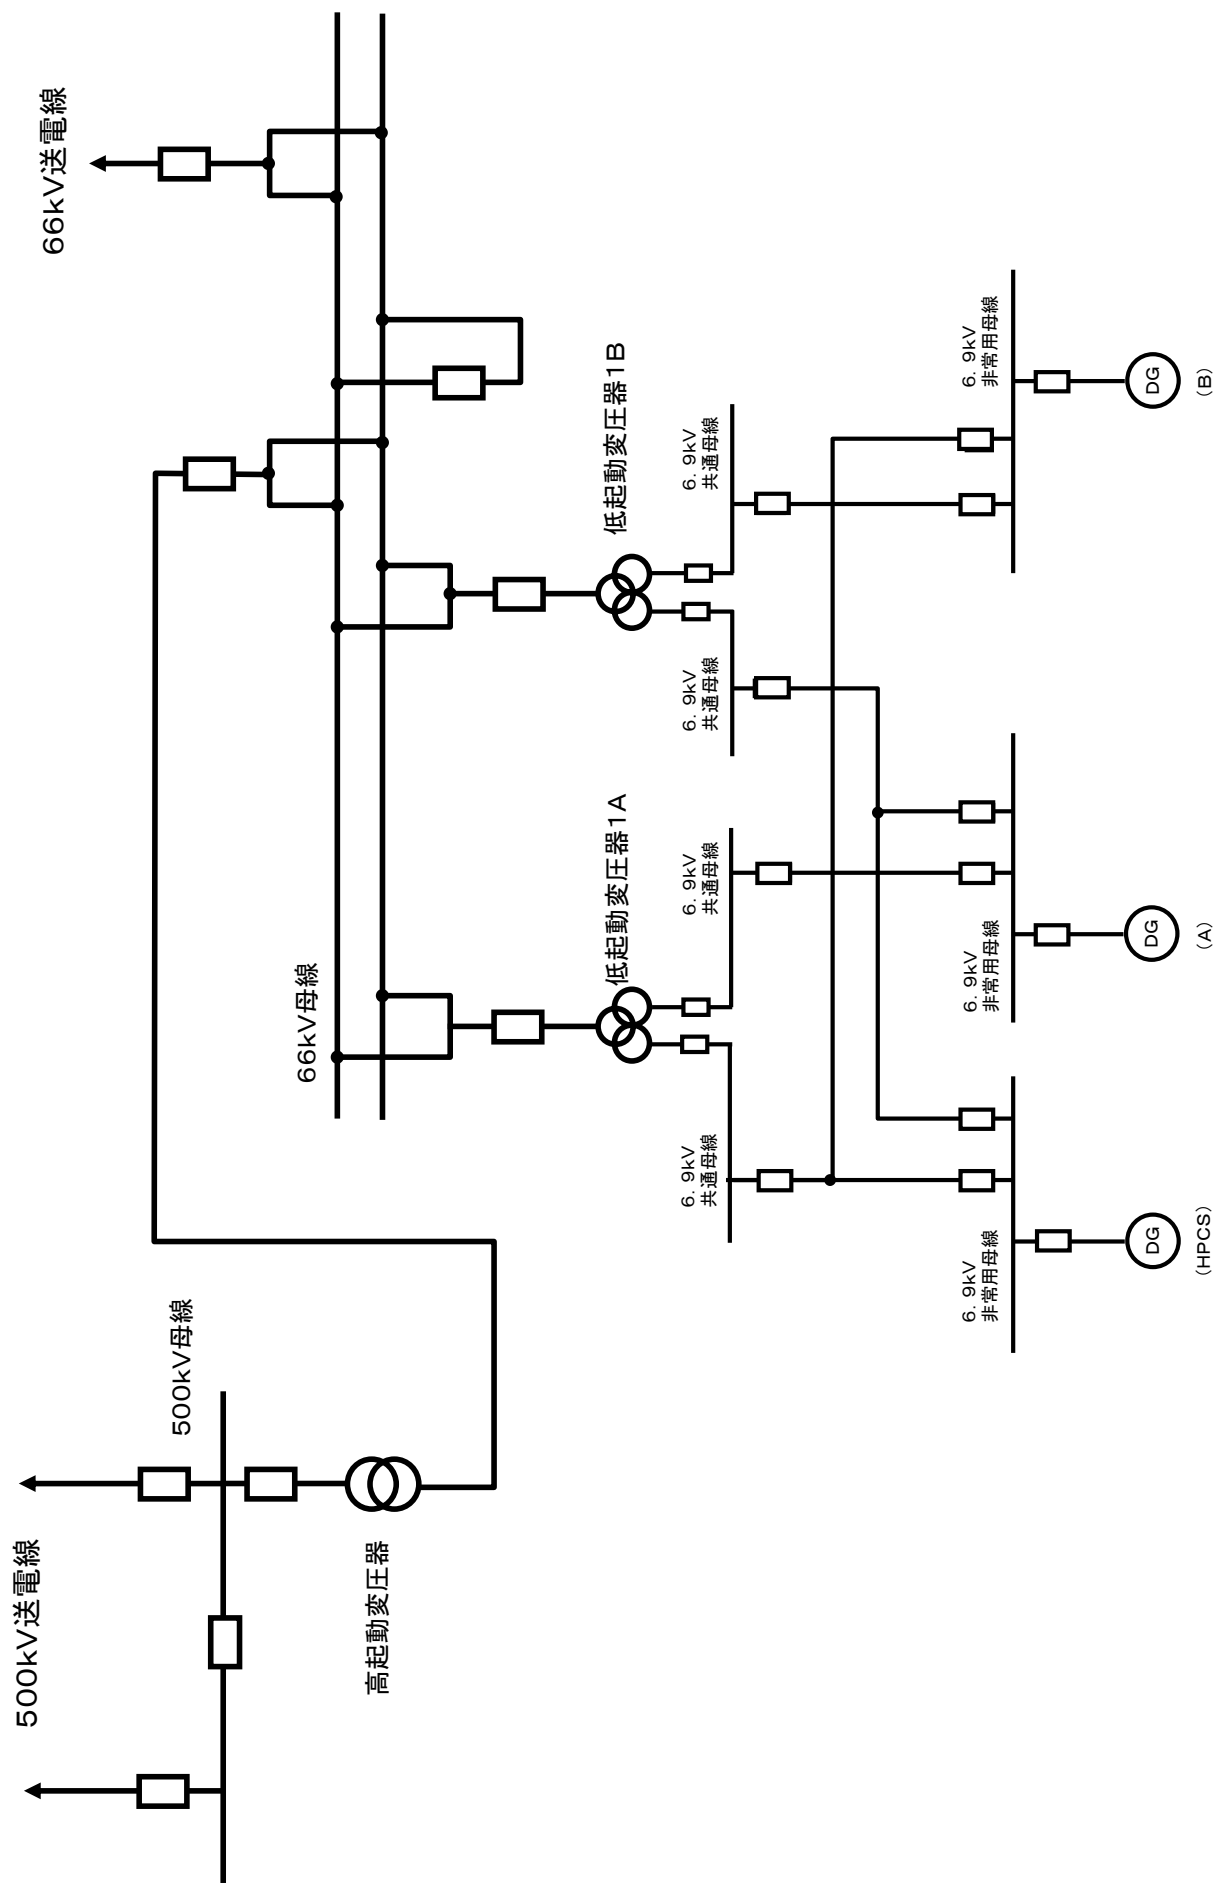 500kV送電線
500kV母線
高起動変圧器
66kV送電線
66kV母線
低起動変圧器1A
低起動変圧器1B
6.9kV
共通母線
6.9kV
共通母線
6.9kV
共通母線
6.9kV
共通母線
6.9kV
非常用母線
6.9kV
非常用母線
6.9kV
非常用母線
DG
(HPCS)
DG
(A)
DG
(B)